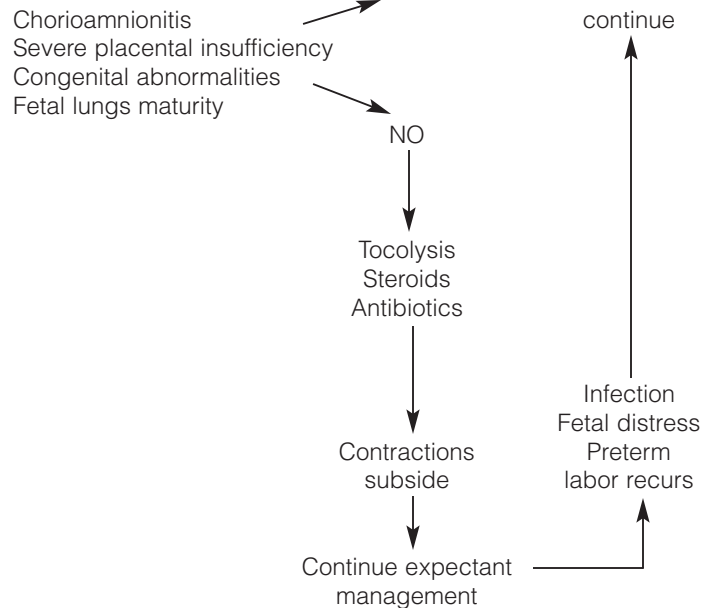 Chorioamnionitis
Severe placental insufficiency
Congenital abnormalities
Fetal lungs maturity
continue
NO
Tocolysis
Steroids
Antibiotics
Contractions
subside
Continue expectant
management
Infection
Fetal distress
Preterm
labor recurs